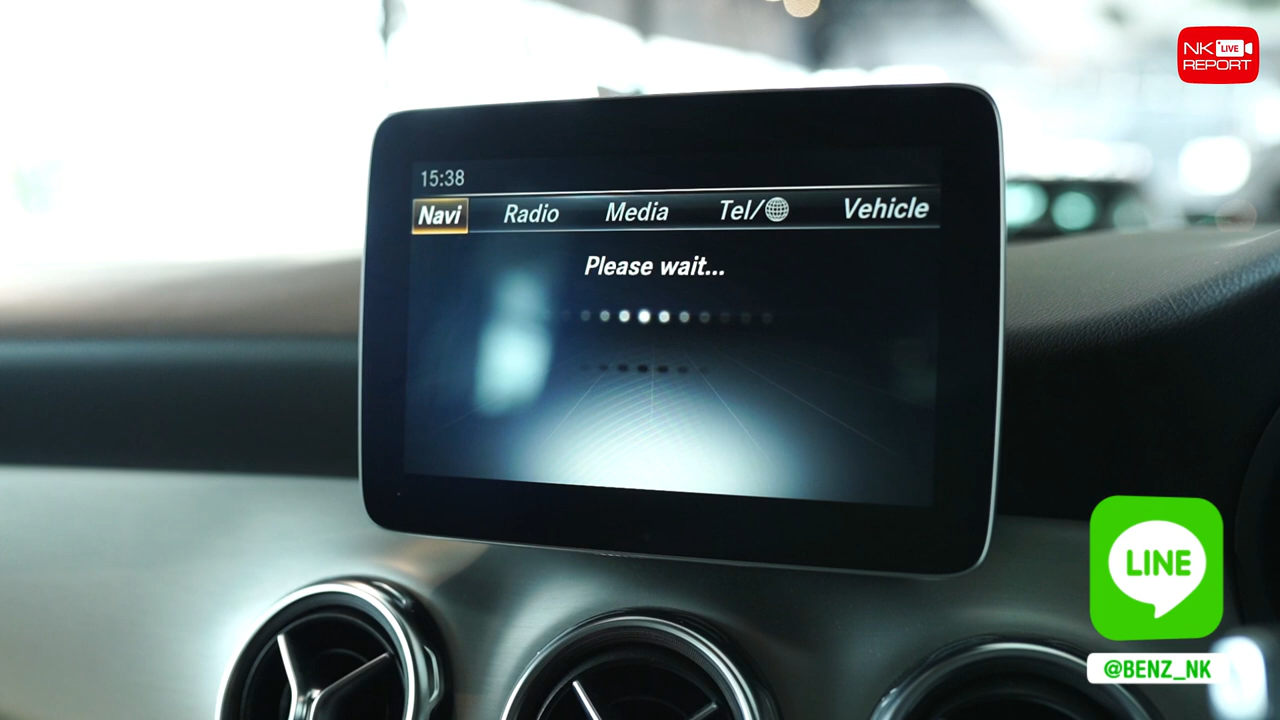 NK LIVE
REPORT
15:38
Navi Radio Media Tel/ Vehicle
Please wait...
LINE
@BENZ_NK